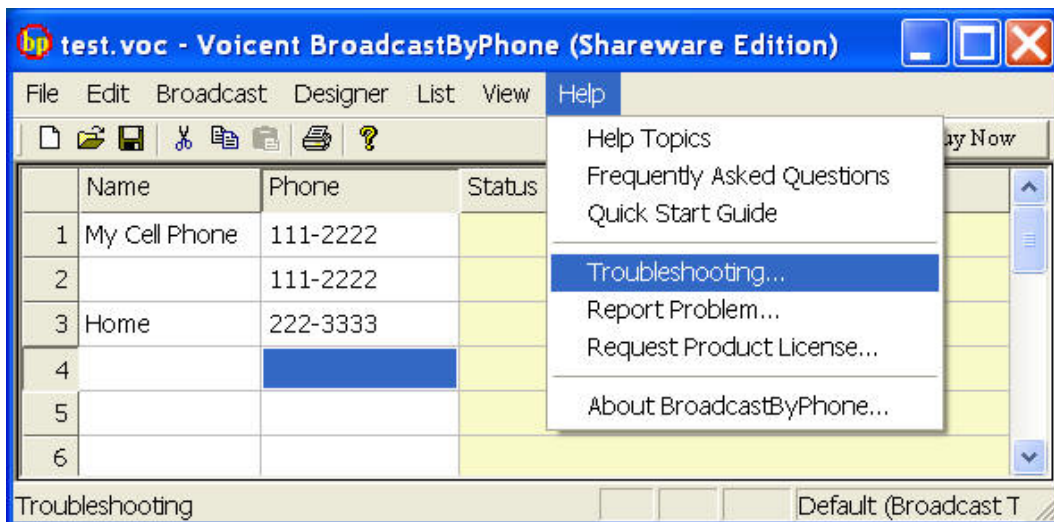 bp test.voc - Voicent BroadcastByPhone (Shareware Edition)
File Edit Broadcast Designer List View Help
Help Topics
Frequently Asked Questions
Quick Start Guide
Troubleshooting...
Report Problem...
Request Product License...
About BroadcastByPhone...
Now
Name Phone Status
1 My Cell Phone 111-2222
2 111-2222
3 Home 222-3333
4
5
6
Troubleshooting Default (Broadcast T